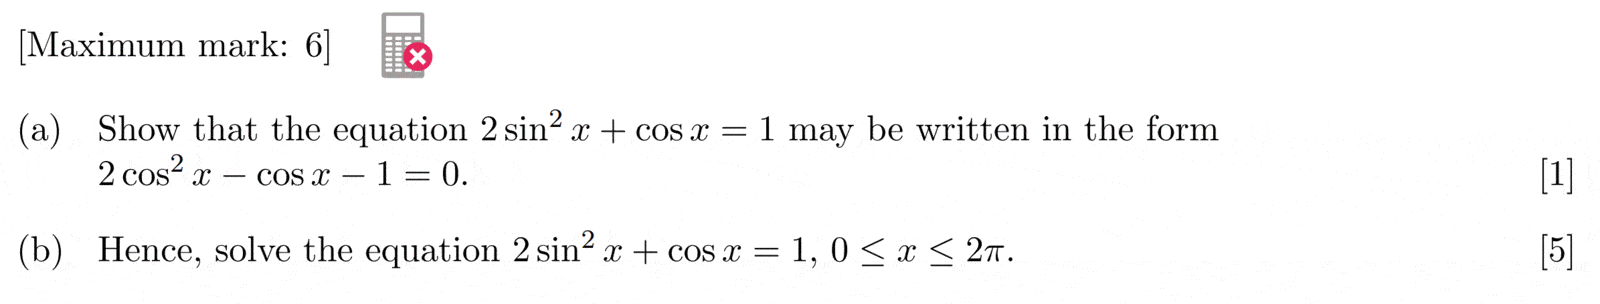 [Maximum mark: 6]
(a) Show that the equation 2 sin² x + cos x = 1 may be written in the form
2 cos² x − cos x − 1 = 0. [1]
(b) Hence, solve the equation 2 sin² x + cos x = 1, 0 ≤ x ≤ 2π. [5]